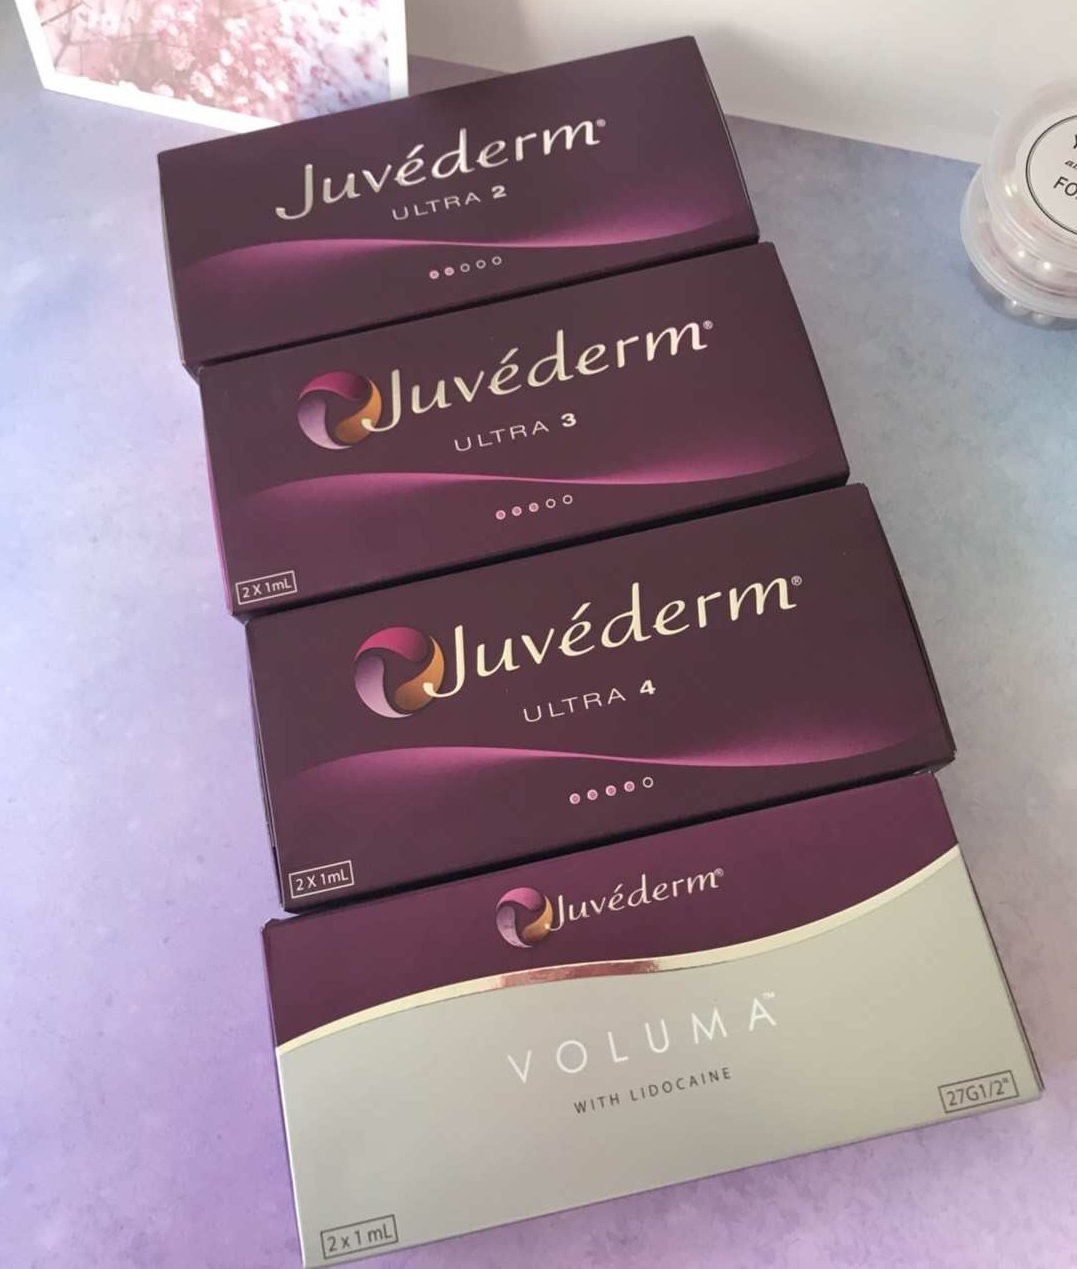 Juvéderm®
ULTRA 2
Juvéderm®
ULTRA 3
2 X 1mL
Juvéderm®
ULTRA 4
2 X 1mL
Juvéderm®
VOLUMA™
WITH LIDOCAINE
27G1/2"
2 x 1 mL